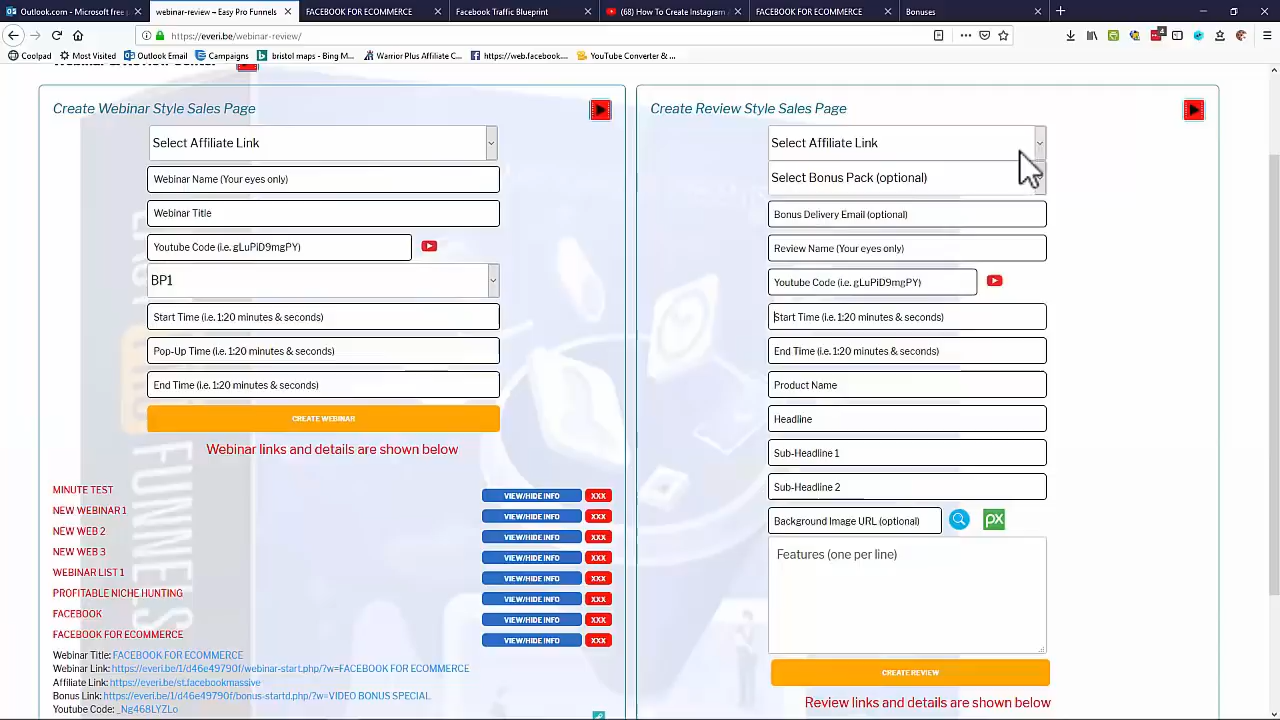 Outlook.com - Microsoft free p
webinar-review – Easy Pro Funnels
FACEBOOK FOR ECOMMERCE
Facebook Traffic Blueprint
(68) How To Create Instagram A
FACEBOOK FOR ECOMMERCE
Bonuses
https://everi.be/webinar-review/
Coolpad
Most Visited
Outlook Email
Campaigns
bristol maps - Bing M...
Warrior Plus Affiliate C...
https://web.facebook....
YouTube Converter & ...
Create Webinar Style Sales Page
Select Affiliate Link
Webinar Name (Your eyes only)
Webinar Title
Youtube Code (i.e. gLuPiD9mgPY)
BP1
Start Time (i.e. 1:20 minutes & seconds)
Pop-Up Time (i.e. 1:20 minutes & seconds)
End Time (i.e. 1:20 minutes & seconds)
CREATE WEBINAR
Webinar links and details are shown below
MINUTE TEST VIEW/HIDE INFO XXX
NEW WEBINAR 1 VIEW/HIDE INFO XXX
NEW WEB 2 VIEW/HIDE INFO XXX
NEW WEB 3 VIEW/HIDE INFO XXX
WEBINAR LIST 1 VIEW/HIDE INFO XXX
PROFITABLE NICHE HUNTING VIEW/HIDE INFO XXX
FACEBOOK VIEW/HIDE INFO XXX
FACEBOOK FOR ECOMMERCE VIEW/HIDE INFO XXX
Webinar Title: FACEBOOK FOR ECOMMERCE
Webinar Link: https://everi.be/1/d46e49790f/webinar-start.php/?w=FACEBOOK FOR ECOMMERCE
Affiliate Link: https://everi.be/st.facebookmassive
Bonus Link: https://everi.be/1/d46e49790f/bonus-startd.php/?w=VIDEO BONUS SPECIAL
Youtube Code: _Ng468LYZLo
Create Review Style Sales Page
Select Affiliate Link
Select Bonus Pack (optional)
Bonus Delivery Email (optional)
Review Name (Your eyes only)
Youtube Code (i.e. gLuPiD9mgPY)
Start Time (i.e. 1:20 minutes & seconds)
End Time (i.e. 1:20 minutes & seconds)
Product Name
Headline
Sub-Headline 1
Sub-Headline 2
Background Image URL (optional)
px
Features (one per line)
CREATE REVIEW
Review links and details are shown below